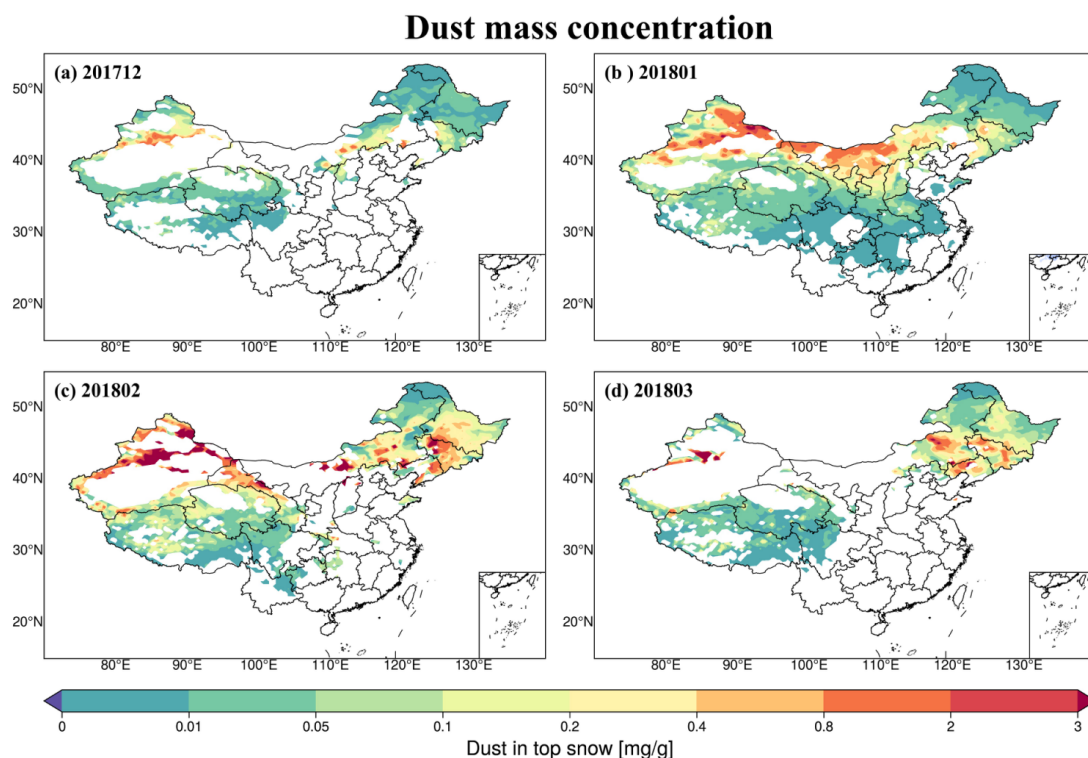 Dust mass concentration
(a) 201712
50°N
40°N
30°N
20°N
80°E 90°E 100°E 110°E 120°E 130°E
(b ) 201801
50°N
40°N
30°N
20°N
80°E 90°E 100°E 110°E 120°E 130°E
(c) 201802
50°N
40°N
30°N
20°N
80°E 90°E 100°E 110°E 120°E 130°E
(d) 201803
50°N
40°N
30°N
20°N
80°E 90°E 100°E 110°E 120°E 130°E
0 0.01 0.05 0.1 0.2 0.4 0.8 2 3
Dust in top snow [mg/g]